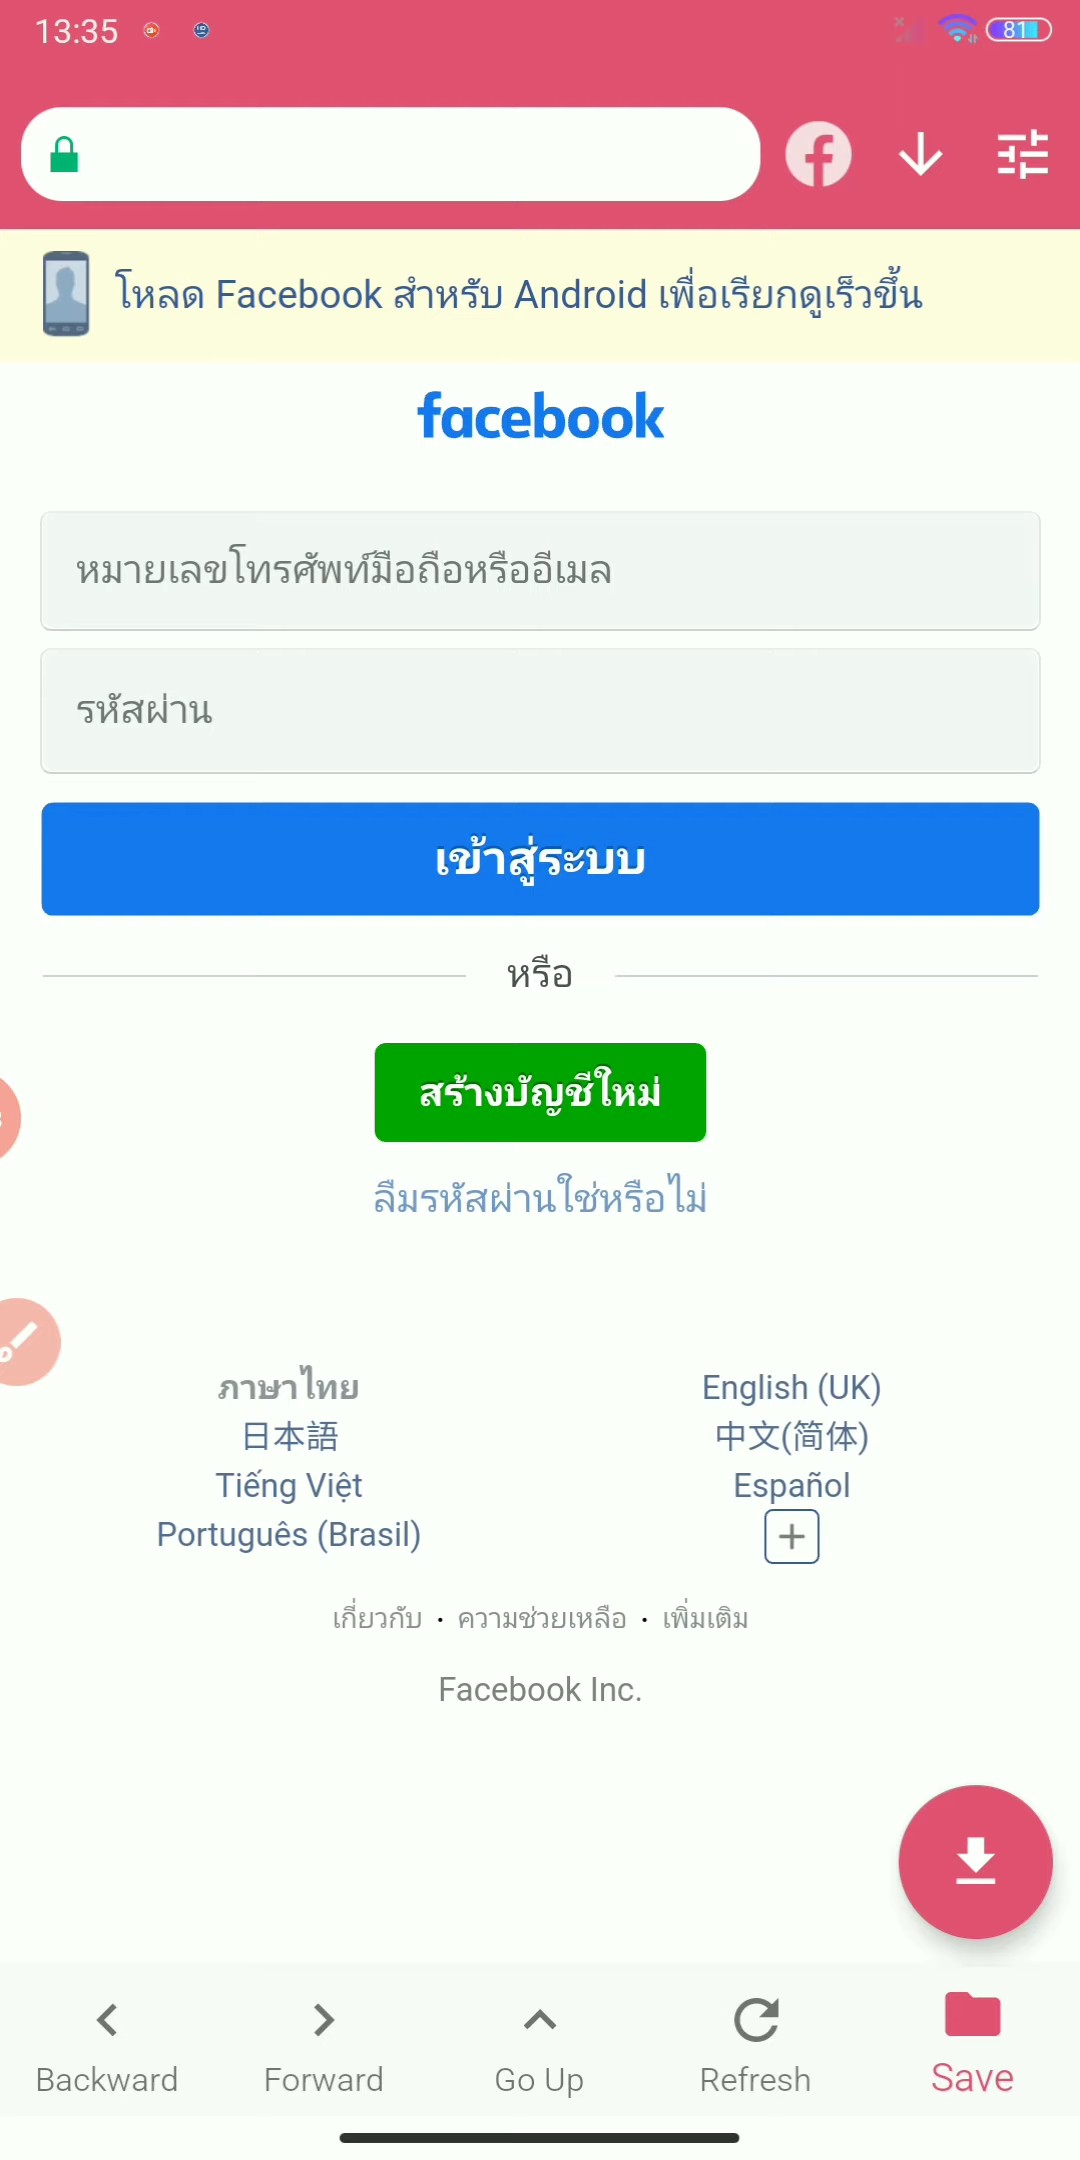 13:35
81
โหลด Facebook สำหรับ Android เพื่อเรียกดูเร็วขึ้น
facebook
หมายเลขโทรศัพท์มือถือหรืออีเมล
รหัสผ่าน
เข้าสู่ระบบ
หรือ
สร้างบัญชีใหม่
ลืมรหัสผ่านใช่หรือไม่
ภาษาไทย
English (UK)
日本語
中文(简体)
Tiếng Việt
Español
Português (Brasil)
เกี่ยวกับ · ความช่วยเหลือ · เพิ่มเติม
Facebook Inc.
Backward
Forward
Go Up
Refresh
Save